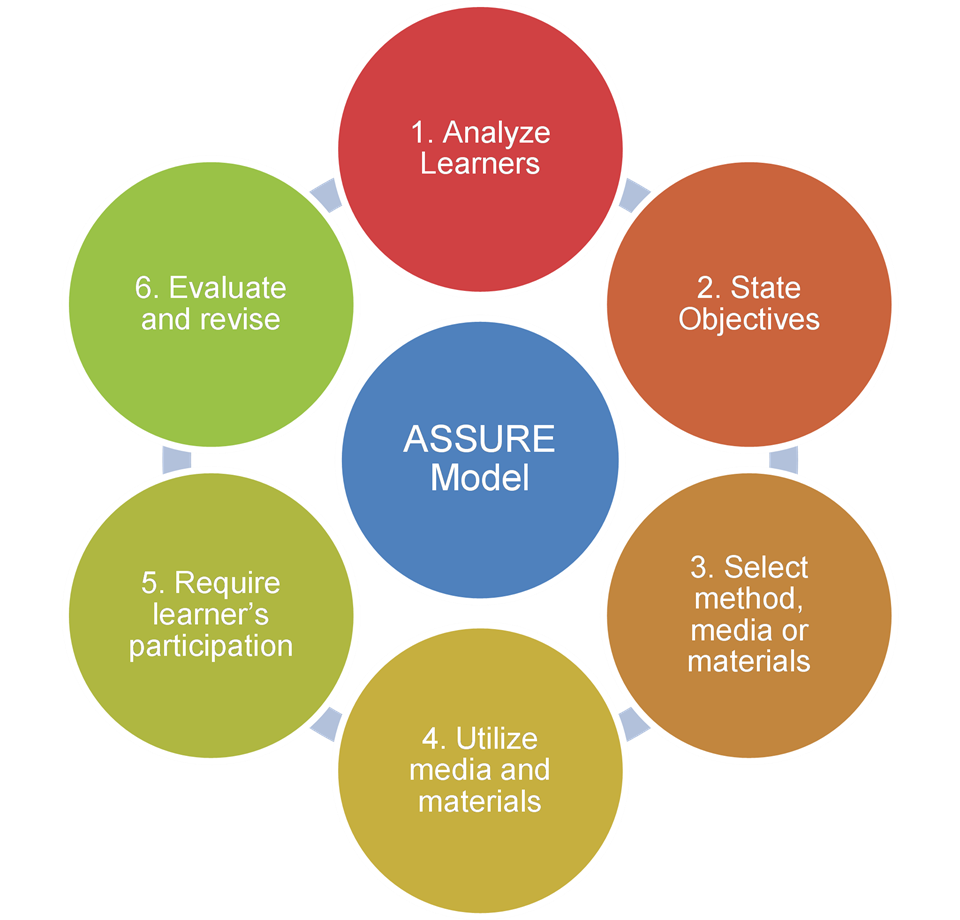 1. Analyze
Learners
2. State
Objectives
3. Select
method,
media or
materials
4. Utilize
media and
materials
5. Require
learner’s
participation
6. Evaluate
and revise
ASSURE
Model